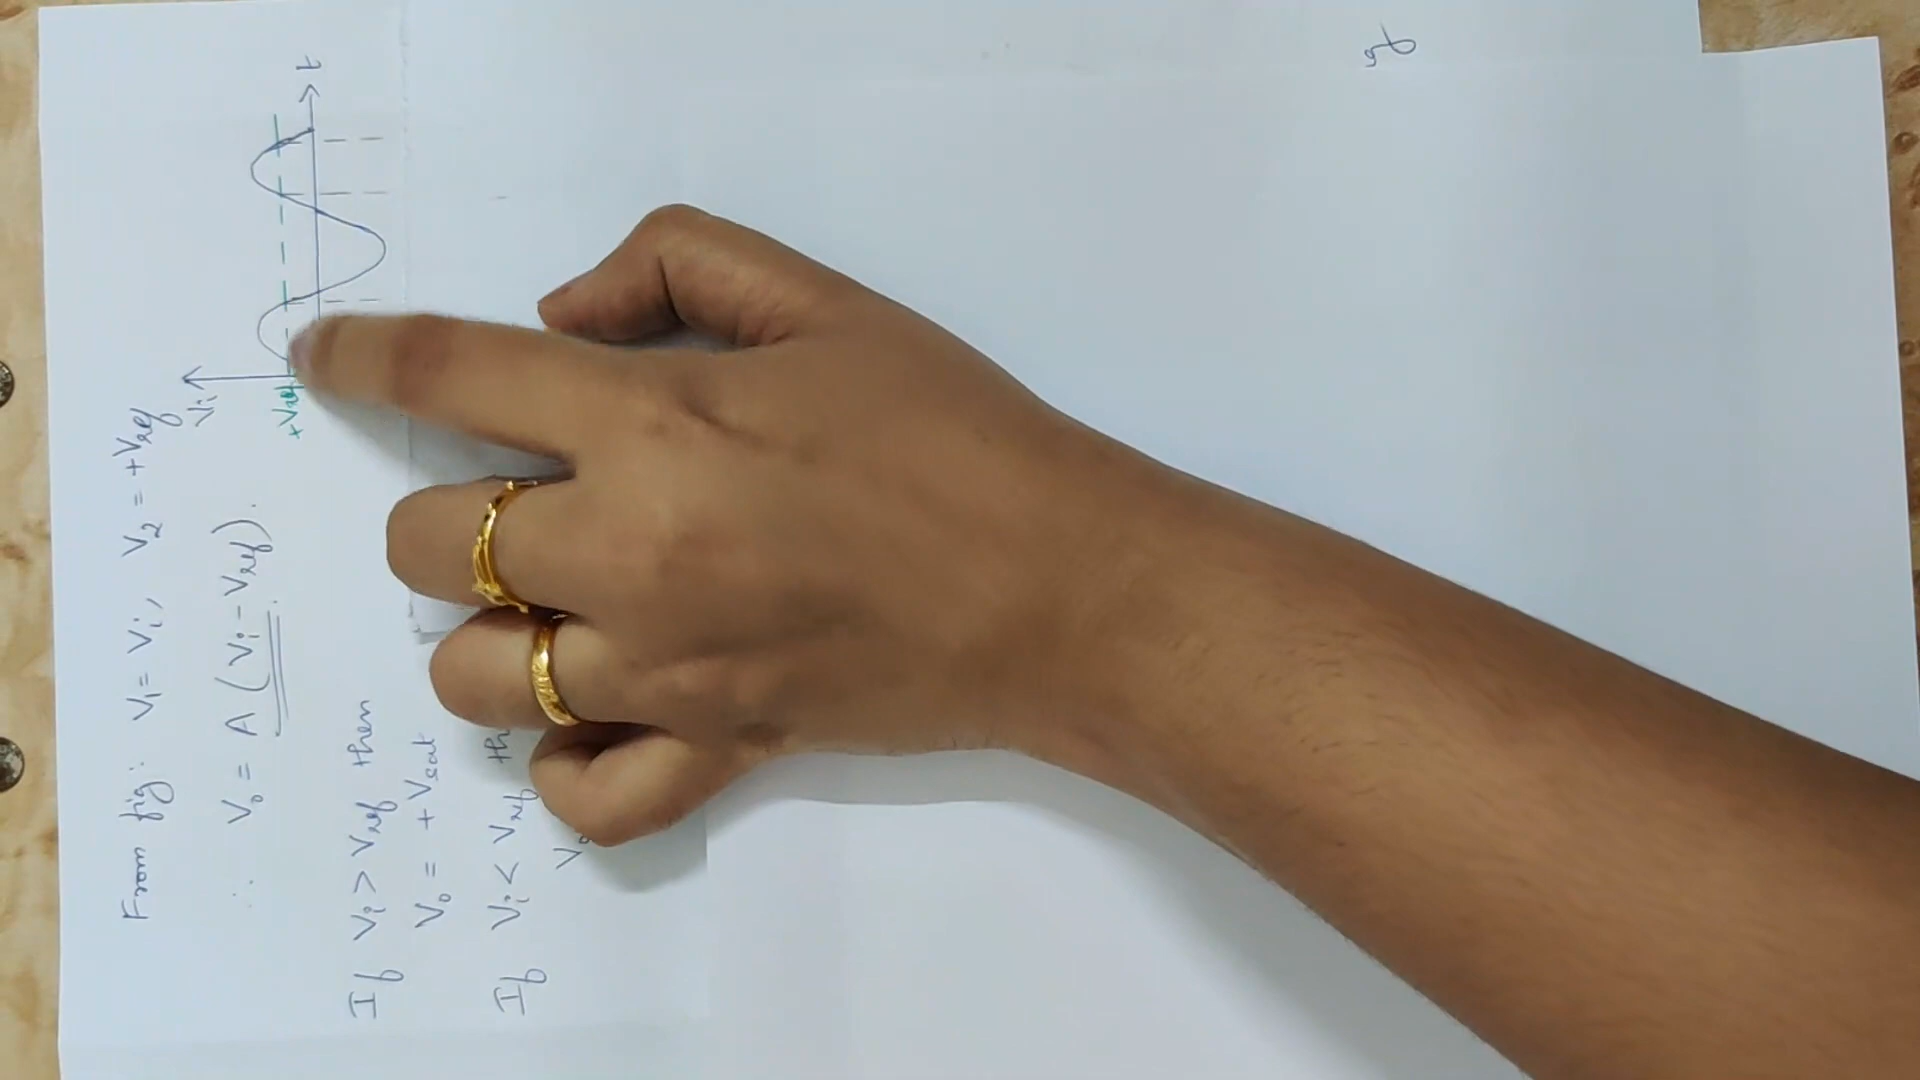 From fig: V1 = Vi, V2 = +Vref
∴ V0 = A (Vi - Vref).
If Vi > Vref then
V0 = + Vsat
If Vi < Vref
Vi
+Vref
t